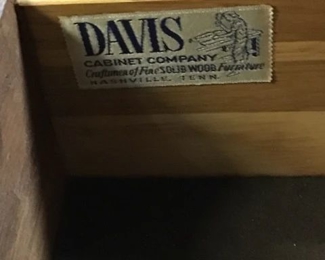 DAVIS
CABINET COMPANY
Craftsmen of Fine SOLID WOOD Furniture
NASHVILLE, TENN.